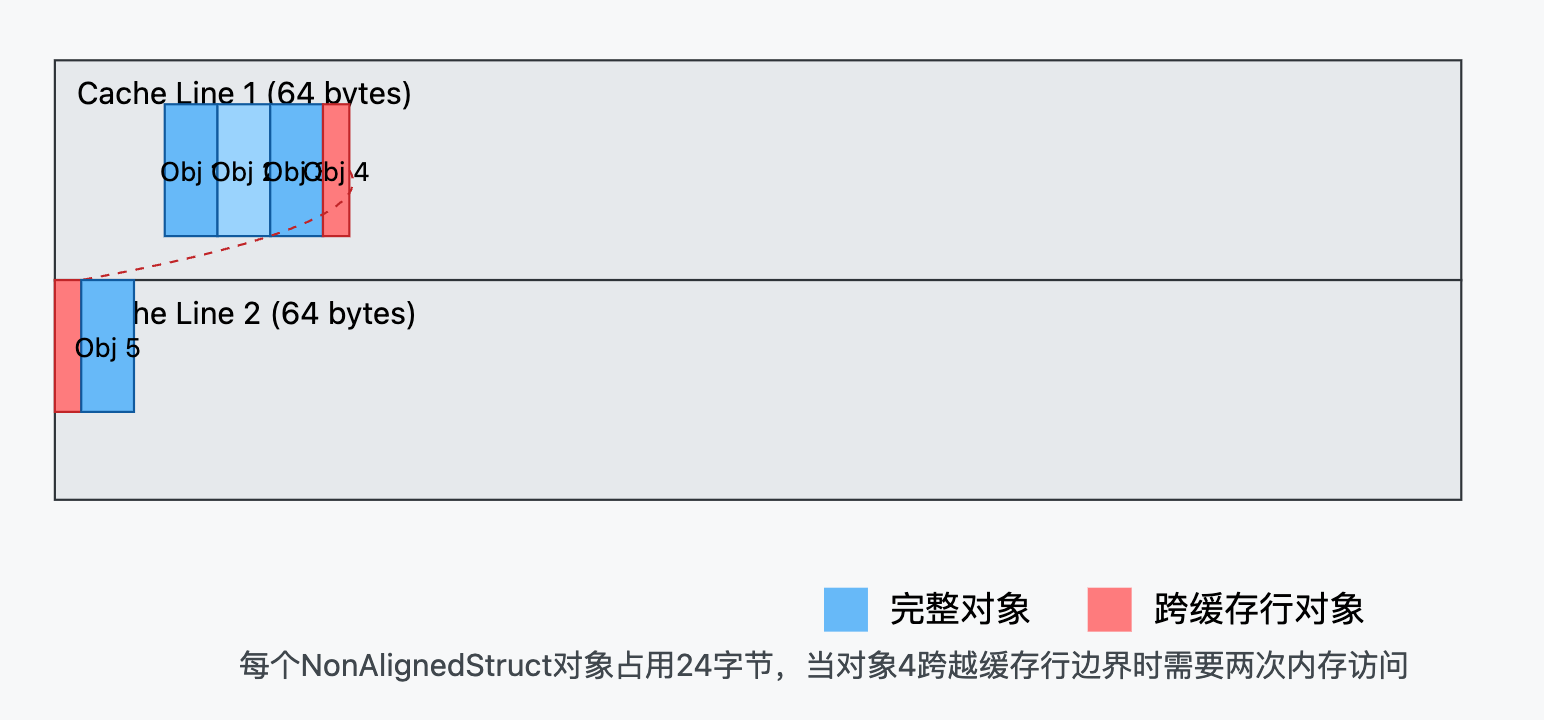 Cache Line 1 (64 bytes)
Obj Obj Obj Obj 4
he Line 2 (64 bytes)
Obj 5
完整对象 跨缓存行对象
每个NonAlignedStruct对象占用24字节，当对象4跨越缓存行边界时需要两次内存访问